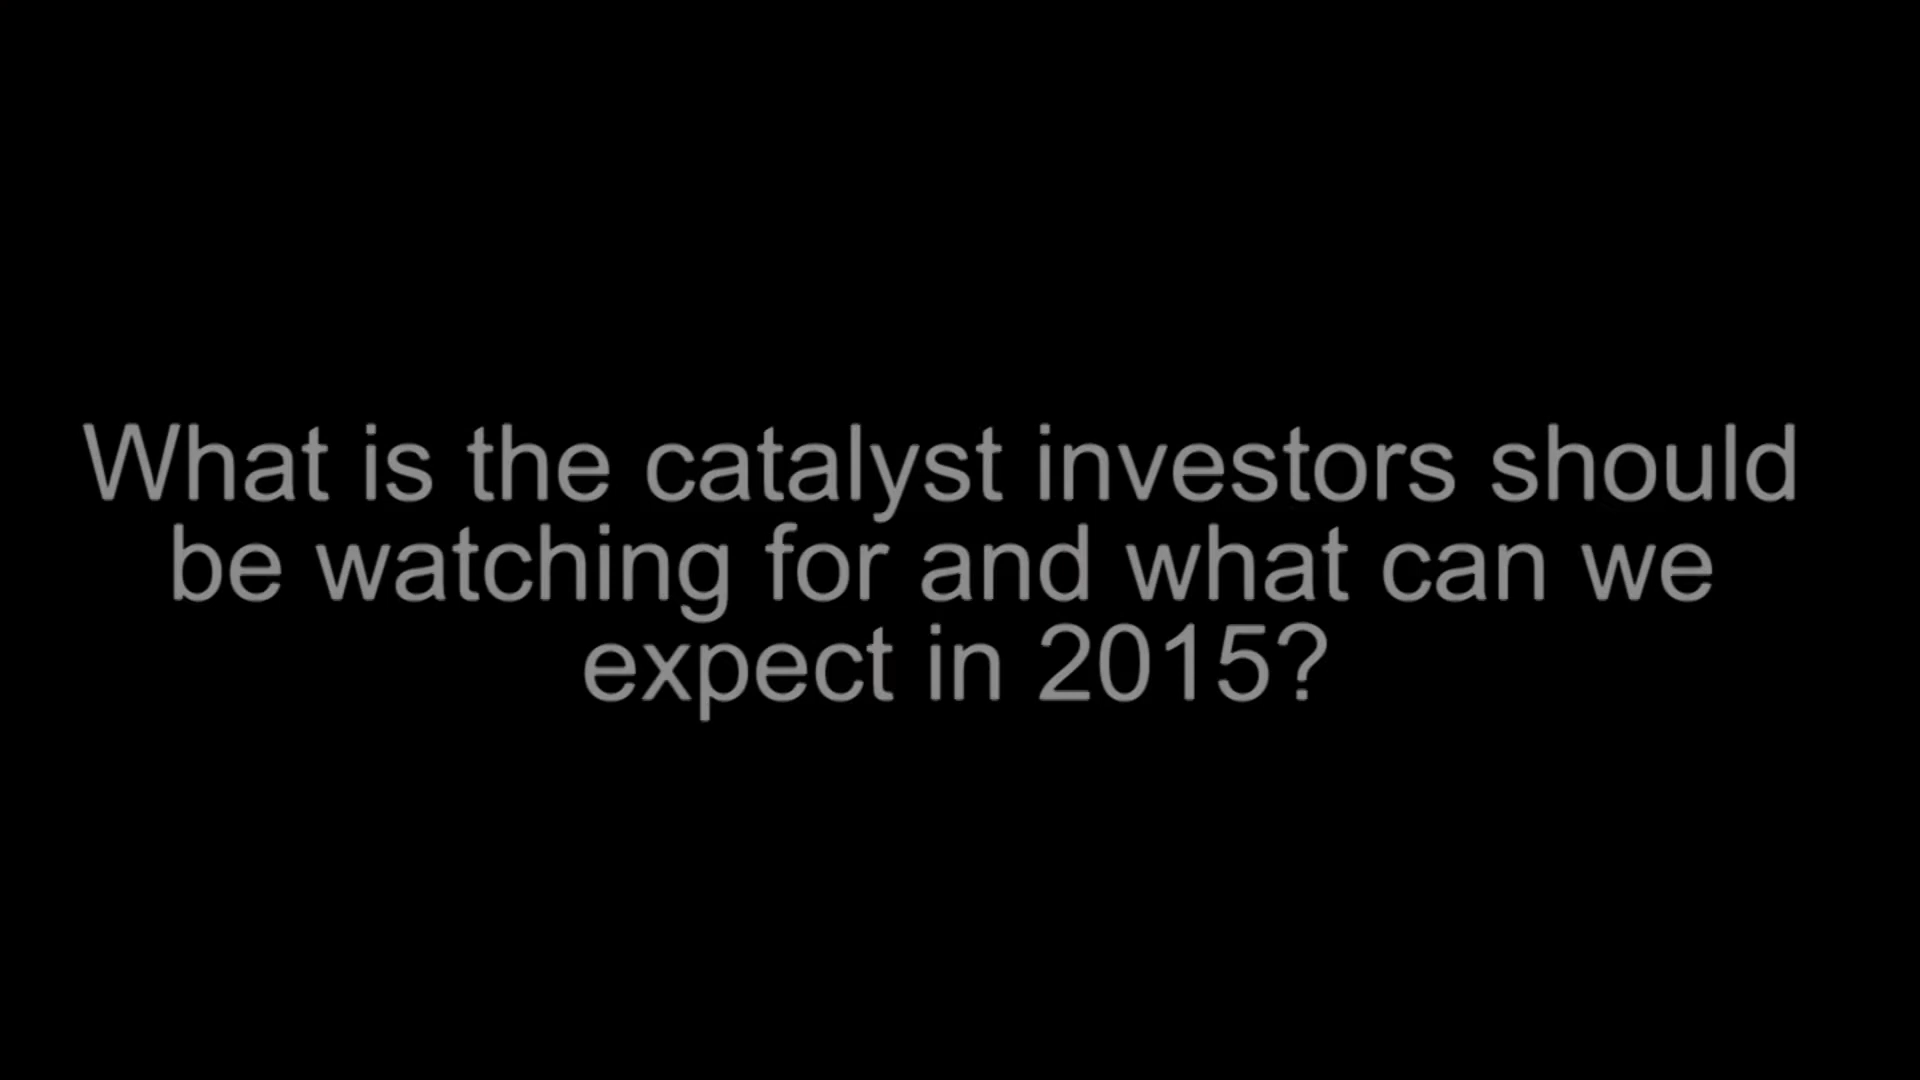 What is the catalyst investors should
be watching for and what can we
expect in 2015?